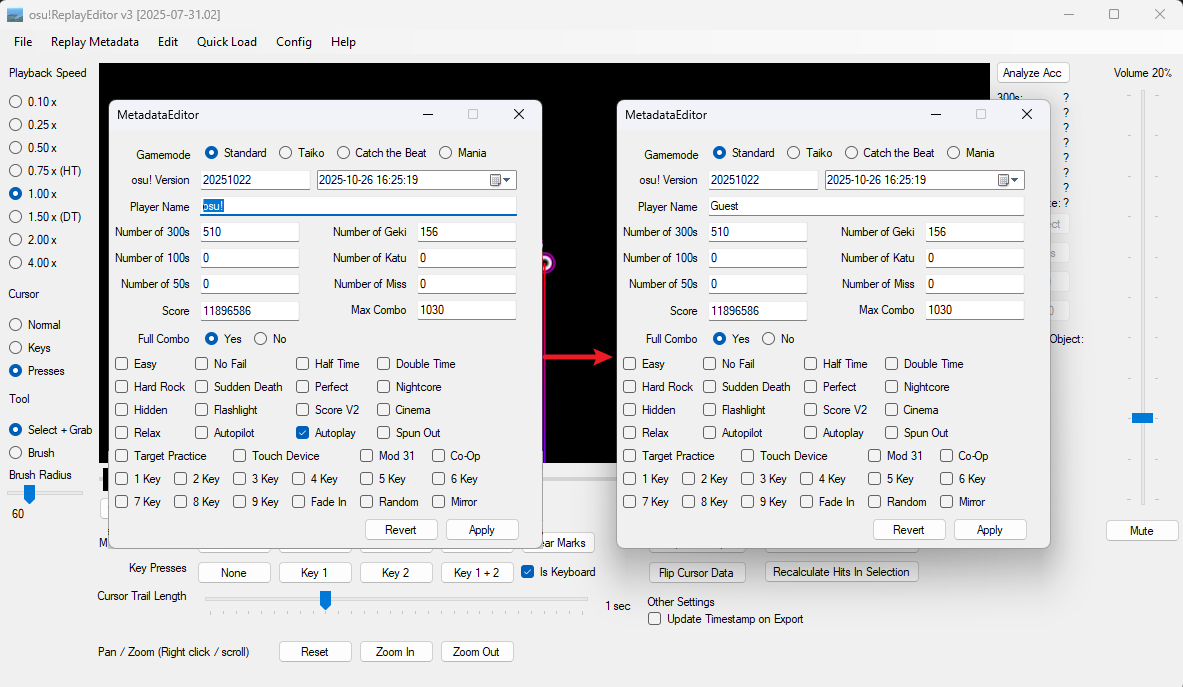 osu!ReplayEditor v3 [2025-07-31.02]
File Replay Metadata Edit Quick Load Config Help
Playback Speed
0.10 x
0.25 x
0.50 x
0.75 x (HT)
1.00 x
1.50 x (DT)
2.00 x
4.00 x
Cursor
Normal
Keys
Presses
Tool
Select + Grab
Brush
Brush Radius
60
MetadataEditor
Gamemode Standard Taiko Catch the Beat Mania
osu! Version 20251022 2025-10-26 16:25:19
Player Name osu!
Number of 300s 510 Number of Geki 156
Number of 100s 0 Number of Katu 0
Number of 50s 0 Number of Miss 0
Score 11896586 Max Combo 1030
Full Combo Yes No
Easy No Fail Half Time Double Time
Hard Rock Sudden Death Perfect Nightcore
Hidden Flashlight Score V2 Cinema
Relax Autopilot Autoplay Spun Out
Target Practice Touch Device Mod 31 Co-Op
1 Key 2 Key 3 Key 4 Key 5 Key 6 Key
7 Key 8 Key 9 Key Fade In Random Mirror
Revert Apply
MetadataEditor
Gamemode Standard Taiko Catch the Beat Mania
osu! Version 20251022 2025-10-26 16:25:19
Player Name Guest
Number of 300s 510 Number of Geki 156
Number of 100s 0 Number of Katu 0
Number of 50s 0 Number of Miss 0
Score 11896586 Max Combo 1030
Full Combo Yes No
Easy No Fail Half Time Double Time
Hard Rock Sudden Death Perfect Nightcore
Hidden Flashlight Score V2 Cinema
Relax Autopilot Autoplay Spun Out
Target Practice Touch Device Mod 31 Co-Op
1 Key 2 Key 3 Key 4 Key 5 Key 6 Key
7 Key 8 Key 9 Key Fade In Random Mirror
Revert Apply
Analyze Acc
300s: ?
?
?
?
?
?
?
?
Object:
Volume 20%
Mute
Marks
Key Presses None Key 1 Key 2 Key 1 + 2 Is Keyboard
Flip Cursor Data Recalculate Hits In Selection
Cursor Trail Length 1 sec
Other Settings
Update Timestamp on Export
Pan / Zoom (Right click / scroll) Reset Zoom In Zoom Out